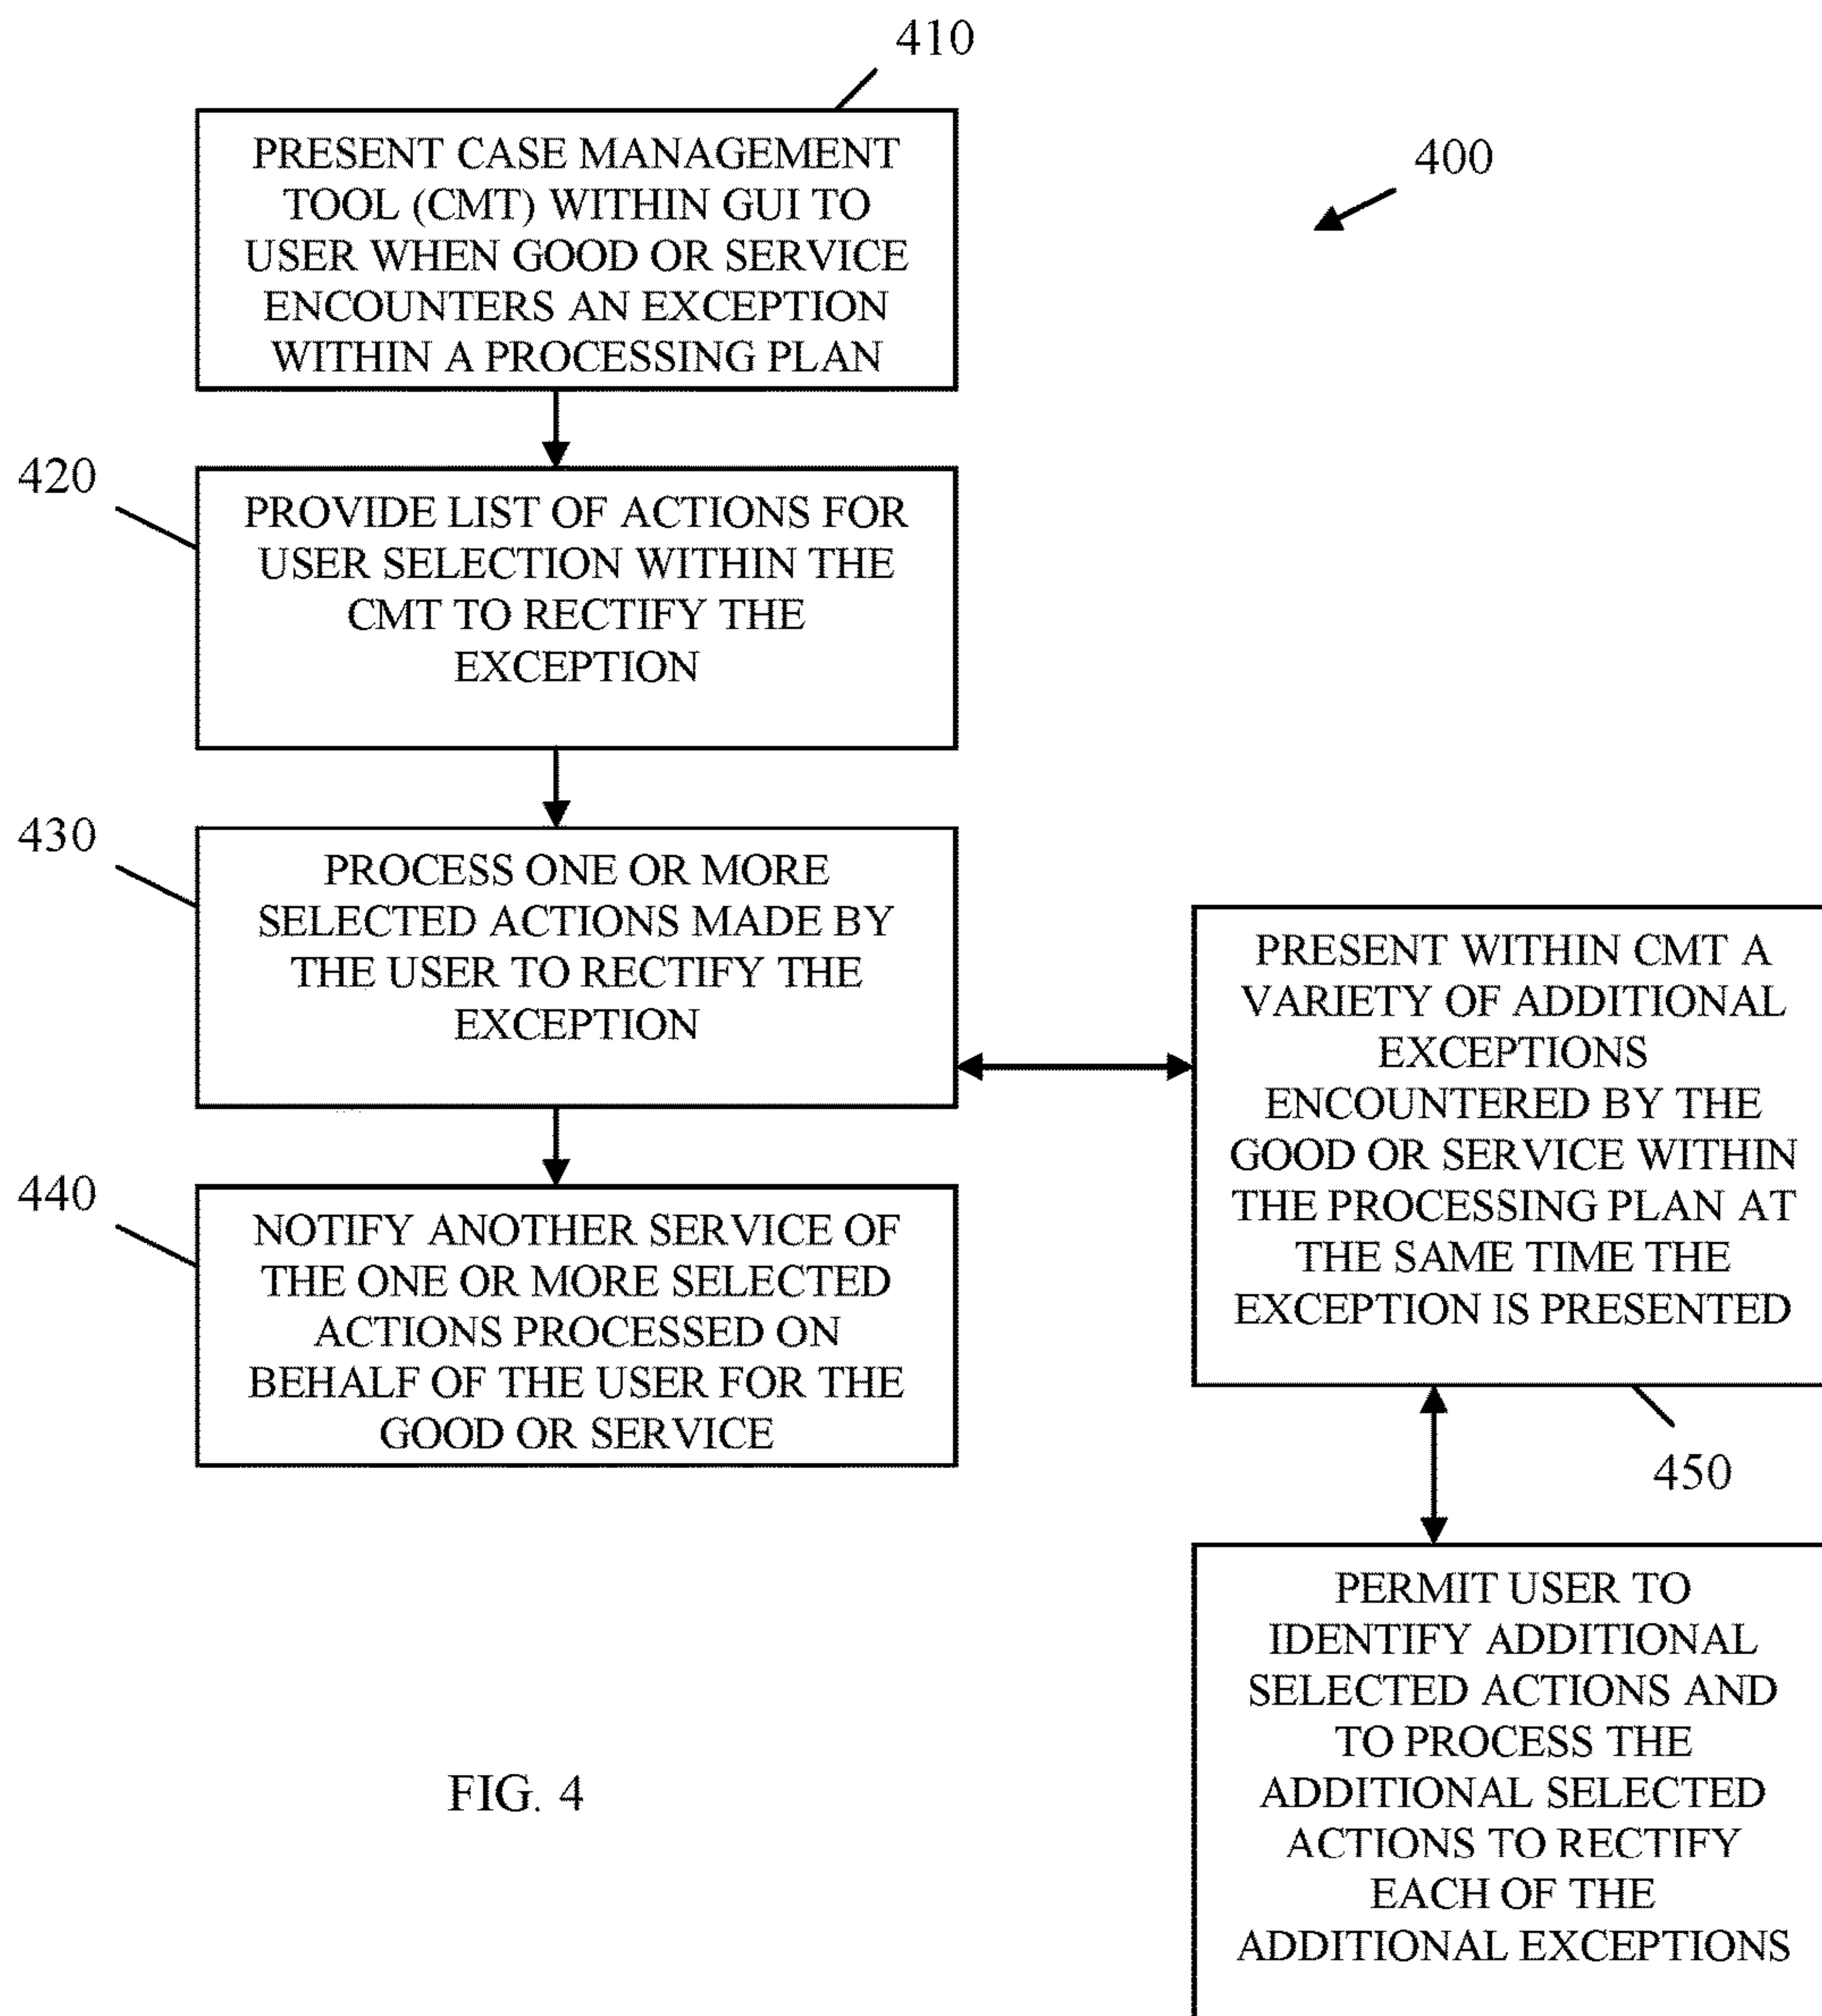 410
PRESENT CASE MANAGEMENT
TOOL (CMT) WITHIN GUI TO
USER WHEN GOOD OR SERVICE
ENCOUNTERS AN EXCEPTION
WITHIN A PROCESSING PLAN
400
420
PROVIDE LIST OF ACTIONS FOR
USER SELECTION WITHIN THE
CMT TO RECTIFY THE
EXCEPTION
430
PROCESS ONE OR MORE
SELECTED ACTIONS MADE BY
THE USER TO RECTIFY THE
EXCEPTION
440
NOTIFY ANOTHER SERVICE OF
THE ONE OR MORE SELECTED
ACTIONS PROCESSED ON
BEHALF OF THE USER FOR THE
GOOD OR SERVICE
PRESENT WITHIN CMT A
VARIETY OF ADDITIONAL
EXCEPTIONS
ENCOUNTERED BY THE
GOOD OR SERVICE WITHIN
THE PROCESSING PLAN AT
THE SAME TIME THE
EXCEPTION IS PRESENTED
450
PERMIT USER TO
IDENTIFY ADDITIONAL
SELECTED ACTIONS AND
TO PROCESS THE
ADDITIONAL SELECTED
ACTIONS TO RECTIFY
EACH OF THE
ADDITIONAL EXCEPTIONS
FIG. 4